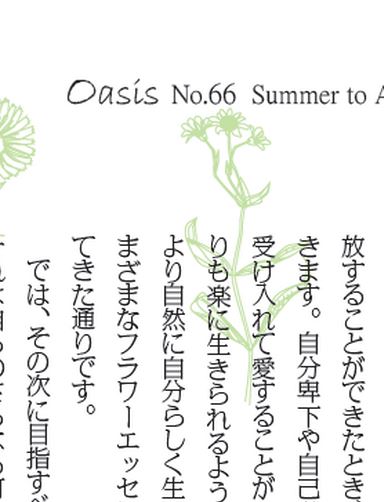 Oasis No.66 Summer to A
放することができたとき
きます。自分卑下や自己
受け入れて愛することが
りも楽に生きられるよう
より自然に自分らしく生
まざまなフラワーエッセ
てきた通りです。
では、その次に目指すべ